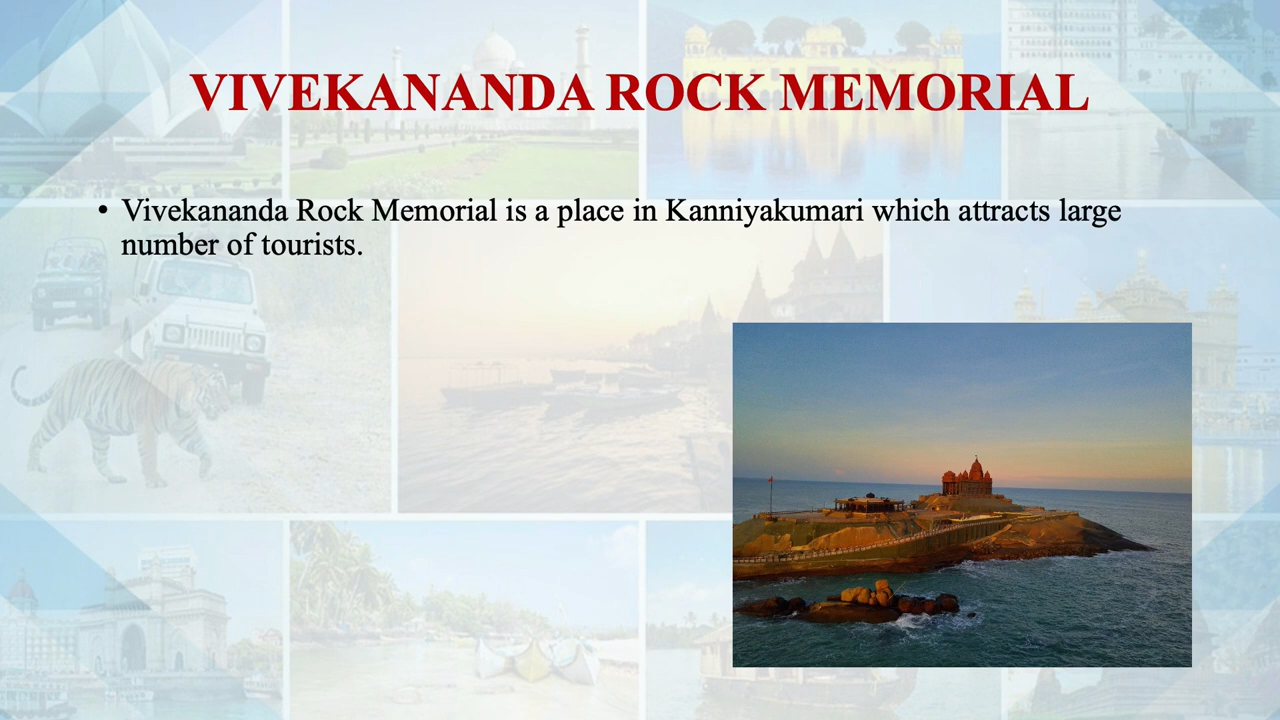 VIVEKANANDA ROCK MEMORIAL
• Vivekananda Rock Memorial is a place in Kanniyakumari which attracts large
number of tourists.